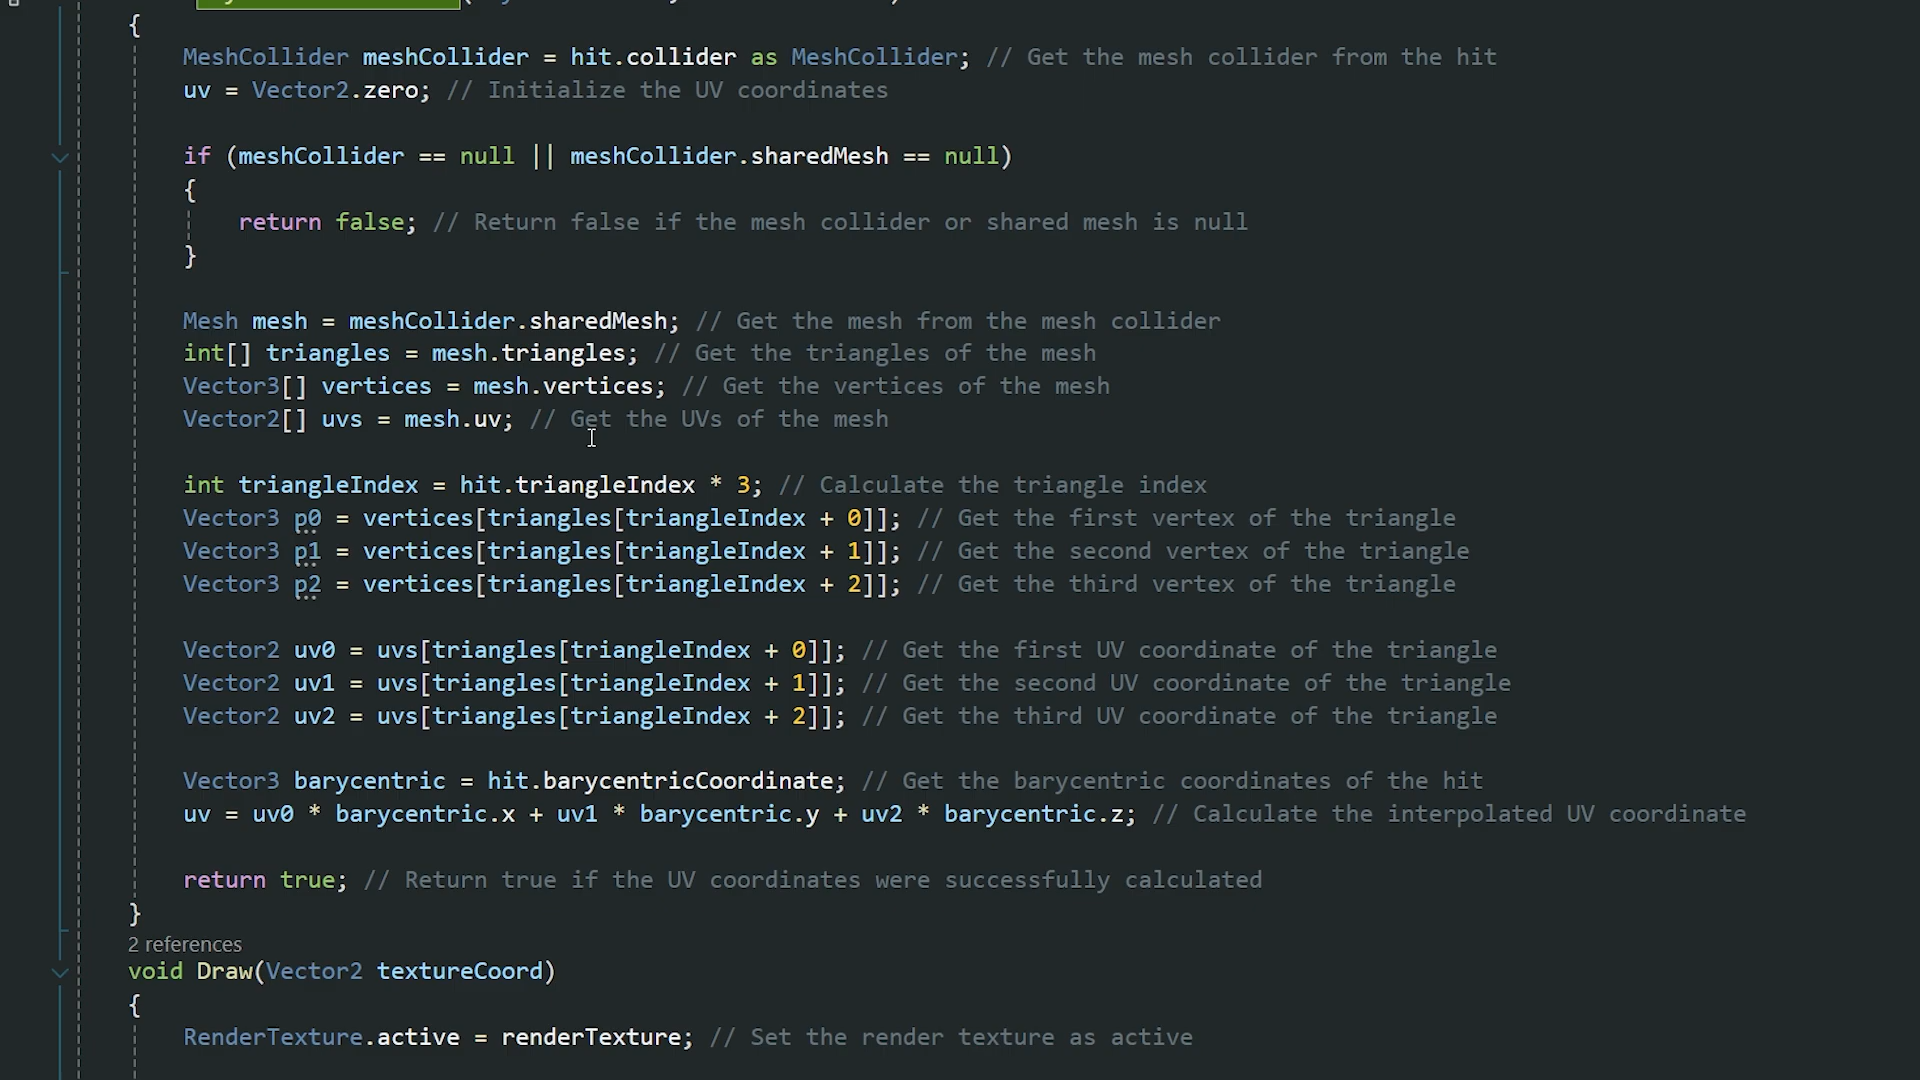 {
MeshCollider meshCollider = hit.collider as MeshCollider; // Get the mesh collider from the hit
uv = Vector2.zero; // Initialize the UV coordinates
if (meshCollider == null || meshCollider.sharedMesh == null)
{
return false; // Return false if the mesh collider or shared mesh is null
}
Mesh mesh = meshCollider.sharedMesh; // Get the mesh from the mesh collider
int[] triangles = mesh.triangles; // Get the triangles of the mesh
Vector3[] vertices = mesh.vertices; // Get the vertices of the mesh
Vector2[] uvs = mesh.uv; // Get the UVs of the mesh
int triangleIndex = hit.triangleIndex * 3; // Calculate the triangle index
Vector3 p0 = vertices[triangles[triangleIndex + 0]]; // Get the first vertex of the triangle
Vector3 p1 = vertices[triangles[triangleIndex + 1]]; // Get the second vertex of the triangle
Vector3 p2 = vertices[triangles[triangleIndex + 2]]; // Get the third vertex of the triangle
Vector2 uv0 = uvs[triangles[triangleIndex + 0]]; // Get the first UV coordinate of the triangle
Vector2 uv1 = uvs[triangles[triangleIndex + 1]]; // Get the second UV coordinate of the triangle
Vector2 uv2 = uvs[triangles[triangleIndex + 2]]; // Get the third UV coordinate of the triangle
Vector3 barycentric = hit.barycentricCoordinate; // Get the barycentric coordinates of the hit
uv = uv0 * barycentric.x + uv1 * barycentric.y + uv2 * barycentric.z; // Calculate the interpolated UV coordinate
return true; // Return true if the UV coordinates were successfully calculated
}
2 references
void Draw(Vector2 textureCoord)
{
RenderTexture.active = renderTexture; // Set the render texture as active